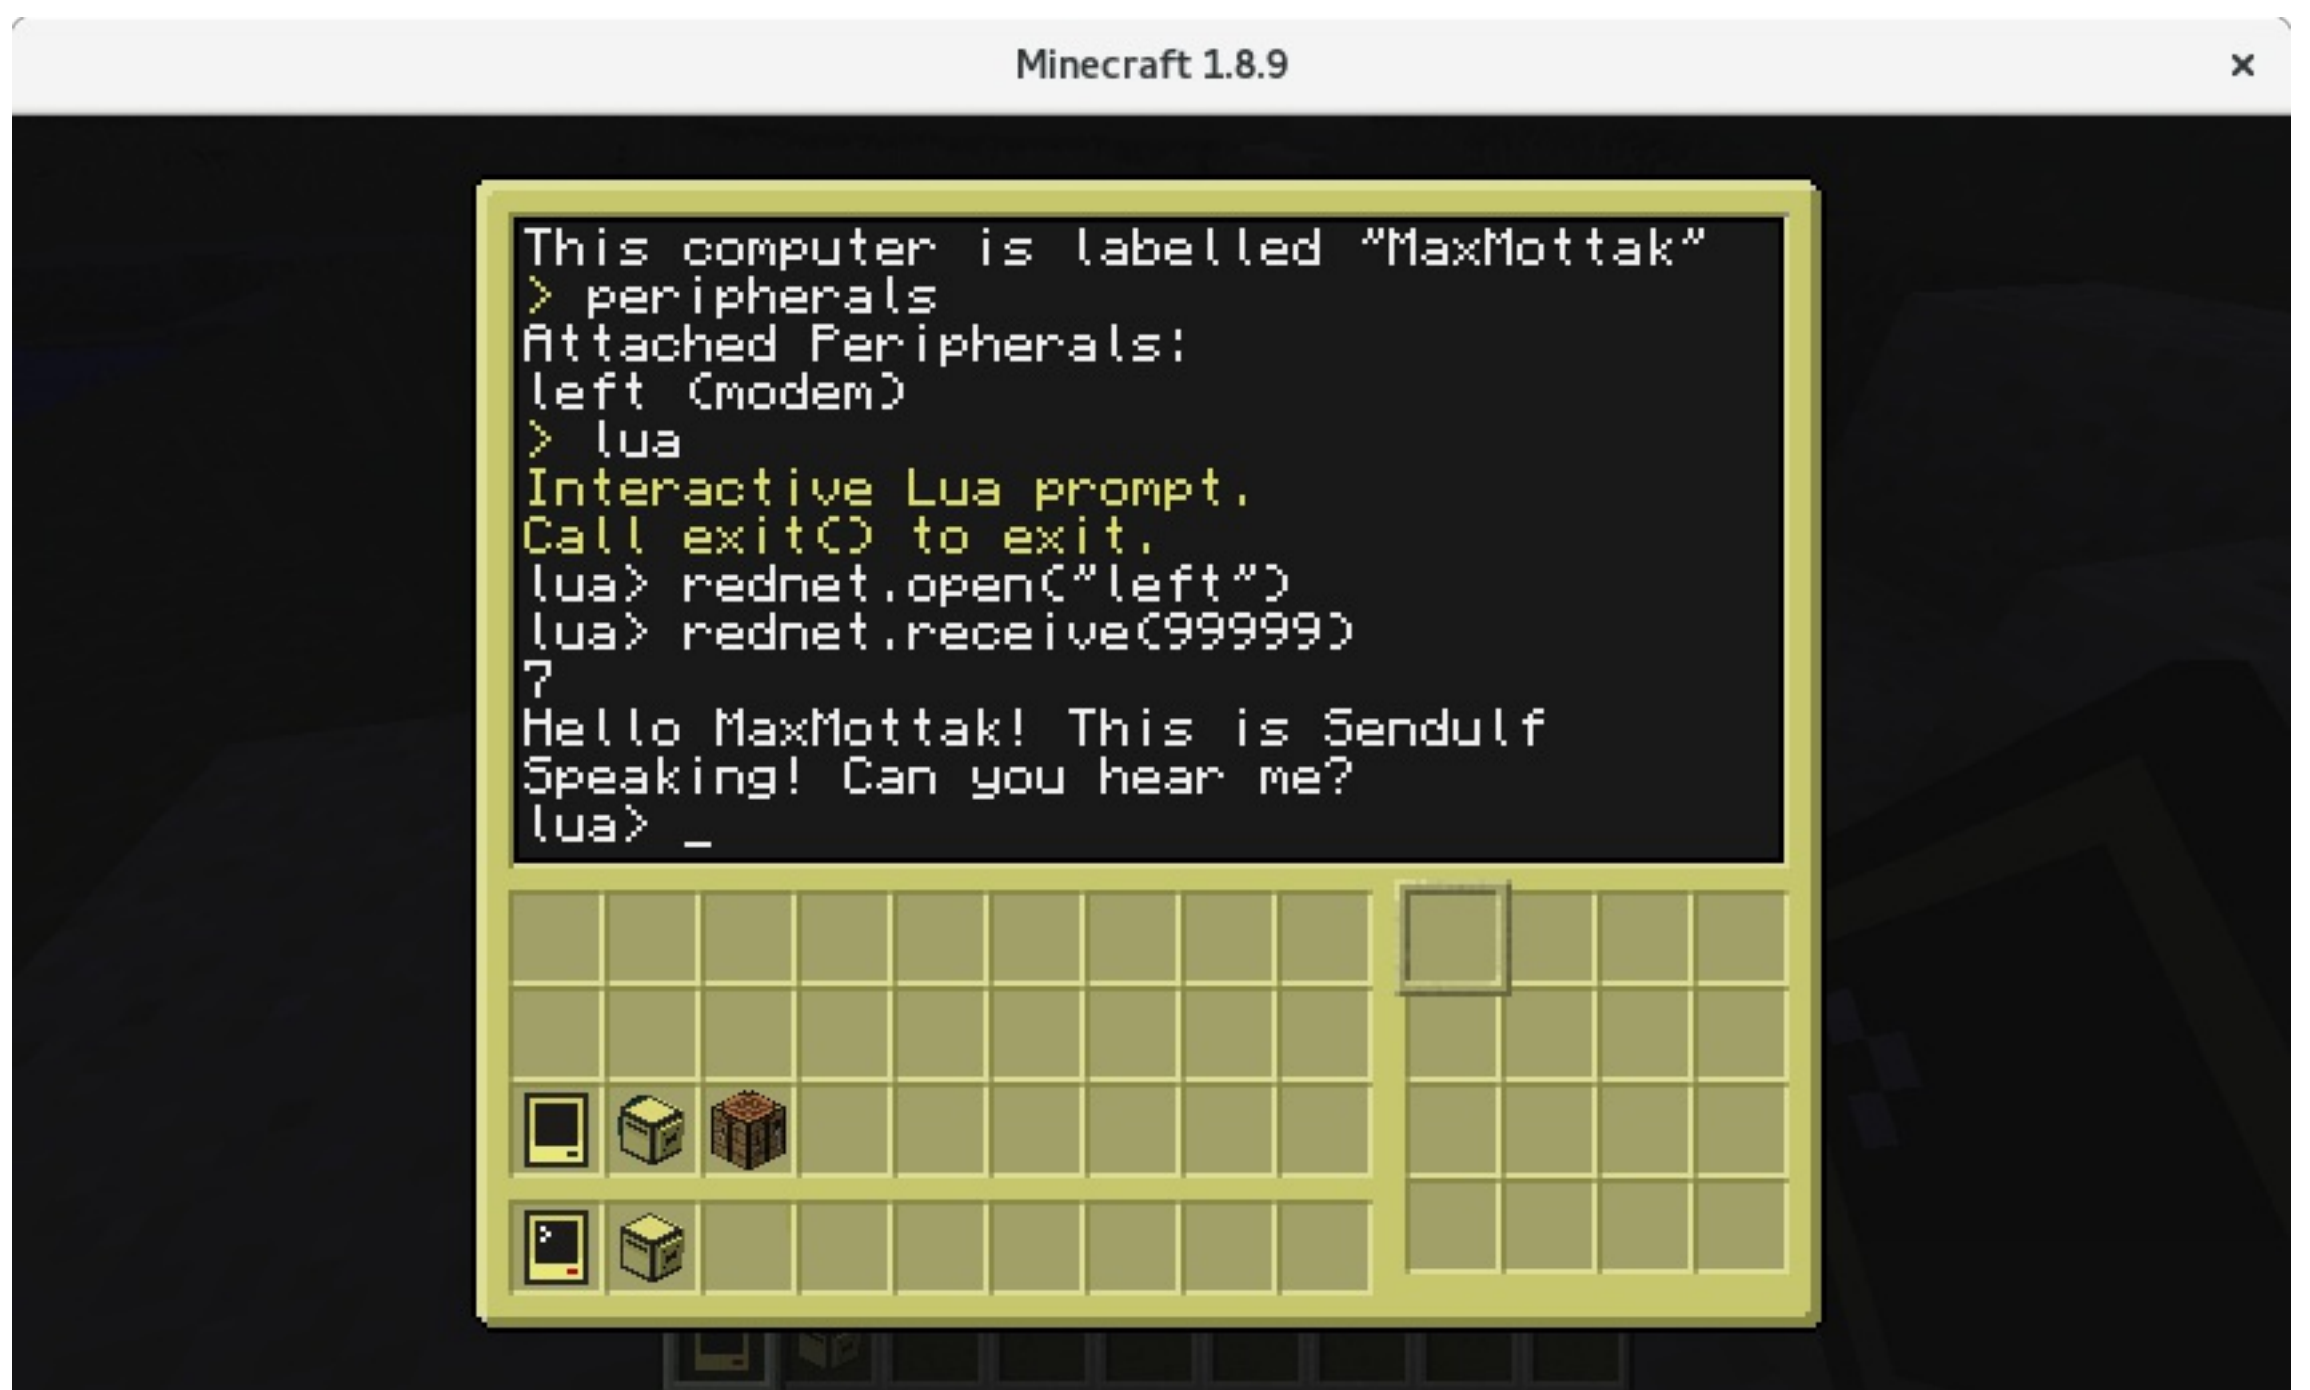 Minecraft 1.8.9
This computer is labelled "MaxMottak"
> peripherals
Attached Peripherals:
left (modem)
> lua
Interactive Lua prompt.
Call exit() to exit.
lua> rednet.open("left")
lua> rednet.receive(99999)
7
Hello MaxMottak! This is Sendulf
Speaking! Can you hear me?
lua> _